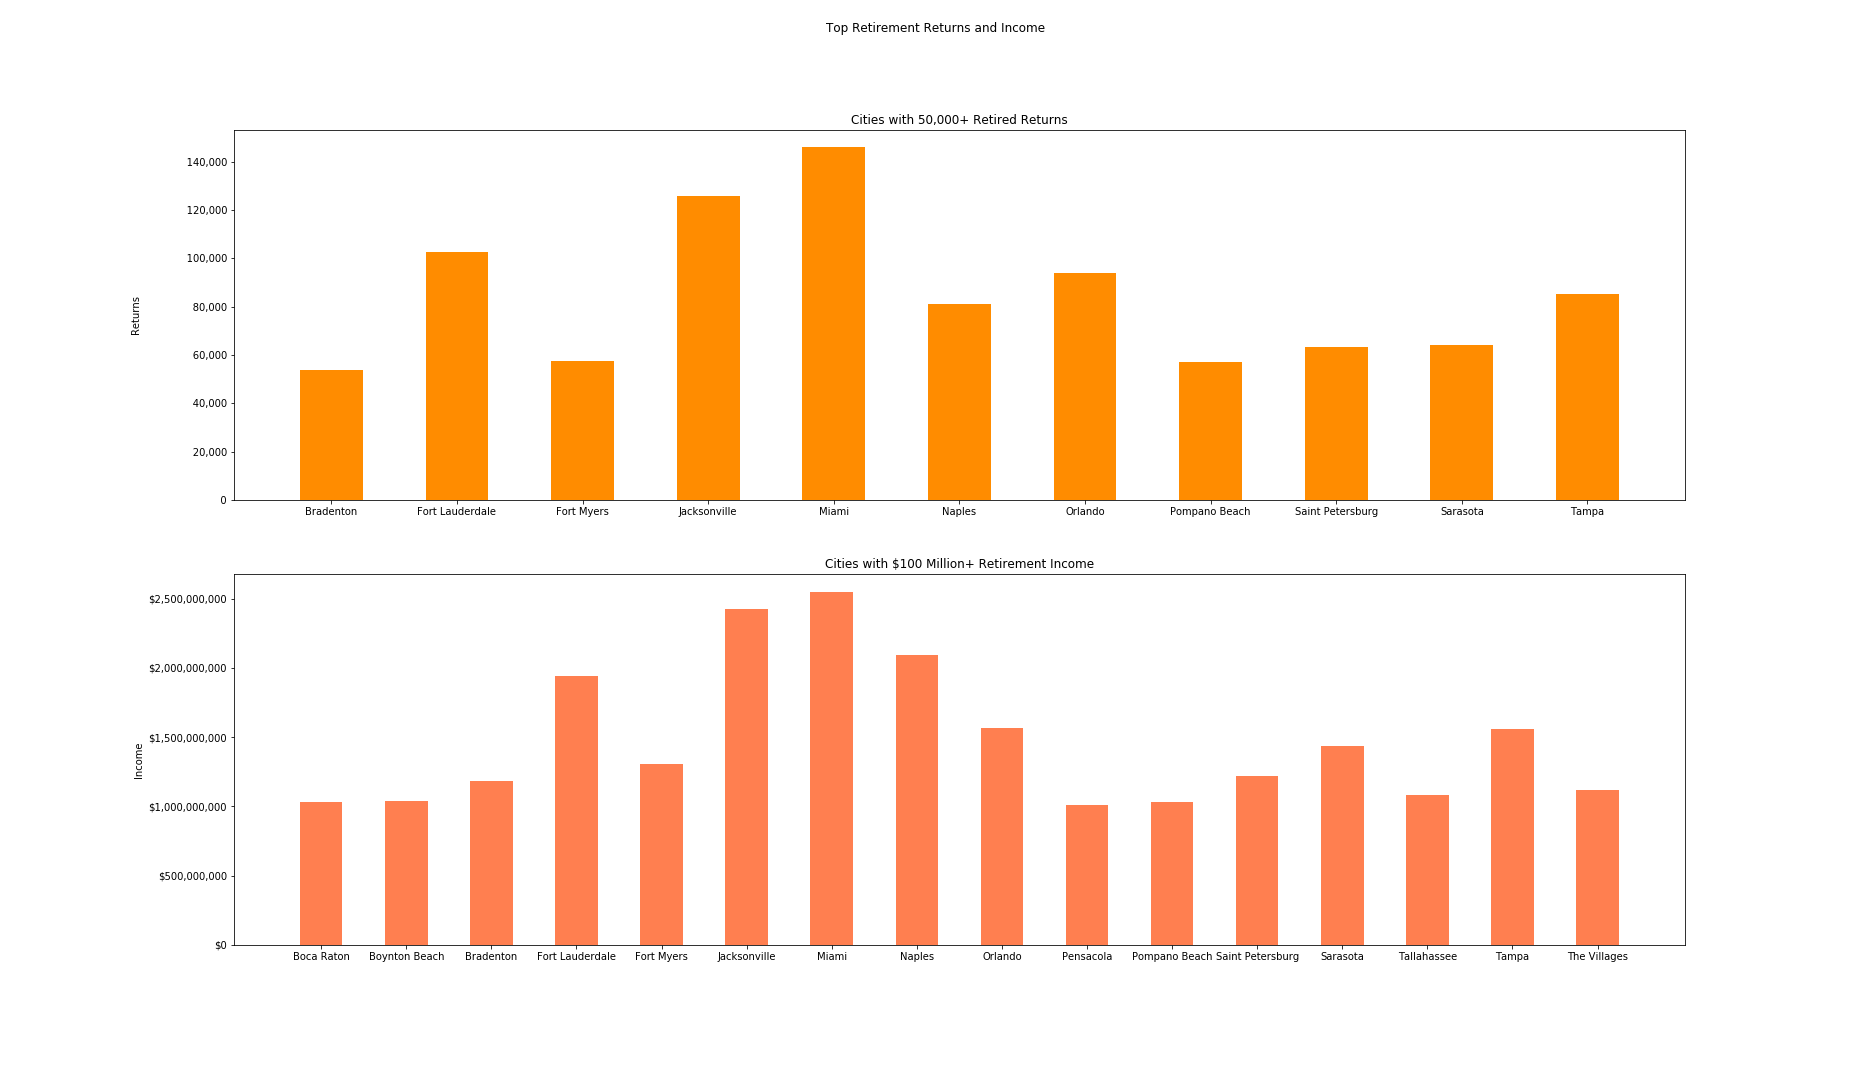 Top Retirement Returns and Income
Cities with 50,000+ Retired Returns
140,000
120,000
100,000
80,000
60,000
40,000
20,000
0
Returns
Bradenton Fort Lauderdale Fort Myers Jacksonville Miami Naples Orlando Pompano Beach Saint Petersburg Sarasota Tampa
Cities with $100 Million+ Retirement Income
$2,500,000,000
$2,000,000,000
$1,500,000,000
$1,000,000,000
$500,000,000
$0
Income
Boca Raton Boynton Beach Bradenton Fort Lauderdale Fort Myers Jacksonville Miami Naples Orlando Pensacola Pompano Beach Saint Petersburg Sarasota Tallahassee Tampa The Villages